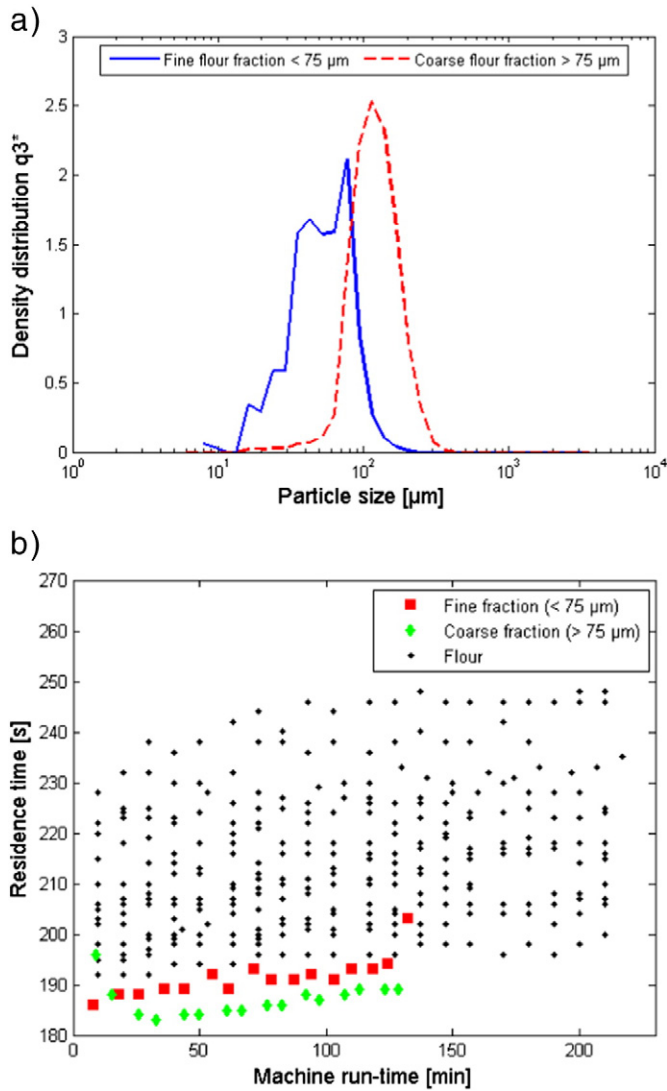 a)
3
Fine flour fraction < 75 µm
Coarse flour fraction > 75 µm
2.5
2
1.5
1
0.5
0
Density distribution q3*
10^0
10^1
10^2
10^3
10^4
Particle size [µm]
b)
270
260
250
240
230
220
210
200
190
180
Fine fraction (< 75 µm)
Coarse fraction (> 75 µm)
Flour
Residence time [s]
0
50
100
150
200
Machine run-time [min]